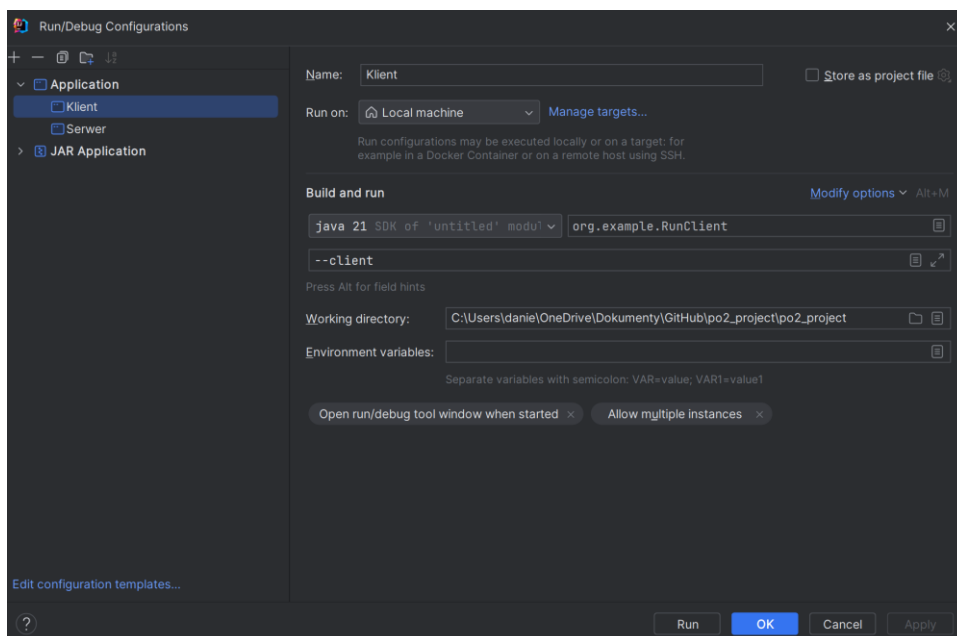 Run/Debug Configurations
Application
Klient
Serwer
JAR Application
Edit configuration templates...
Name: Klient Store as project file
Run on: Local machine Manage targets...
Run configurations may be executed locally or on a target: for
example in a Docker Container or on a remote host using SSH.
Build and run Modify options Alt+M
java 21 SDK of 'untitled' modul org.example.RunClient
--client
Press Alt for field hints
Working directory: C:\Users\danie\OneDrive\Dokumenty\GitHub\po2_project\po2_project
Environment variables:
Separate variables with semicolon: VAR=value; VAR1=value1
Open run/debug tool window when started × Allow multiple instances ×
? Run OK Cancel Apply